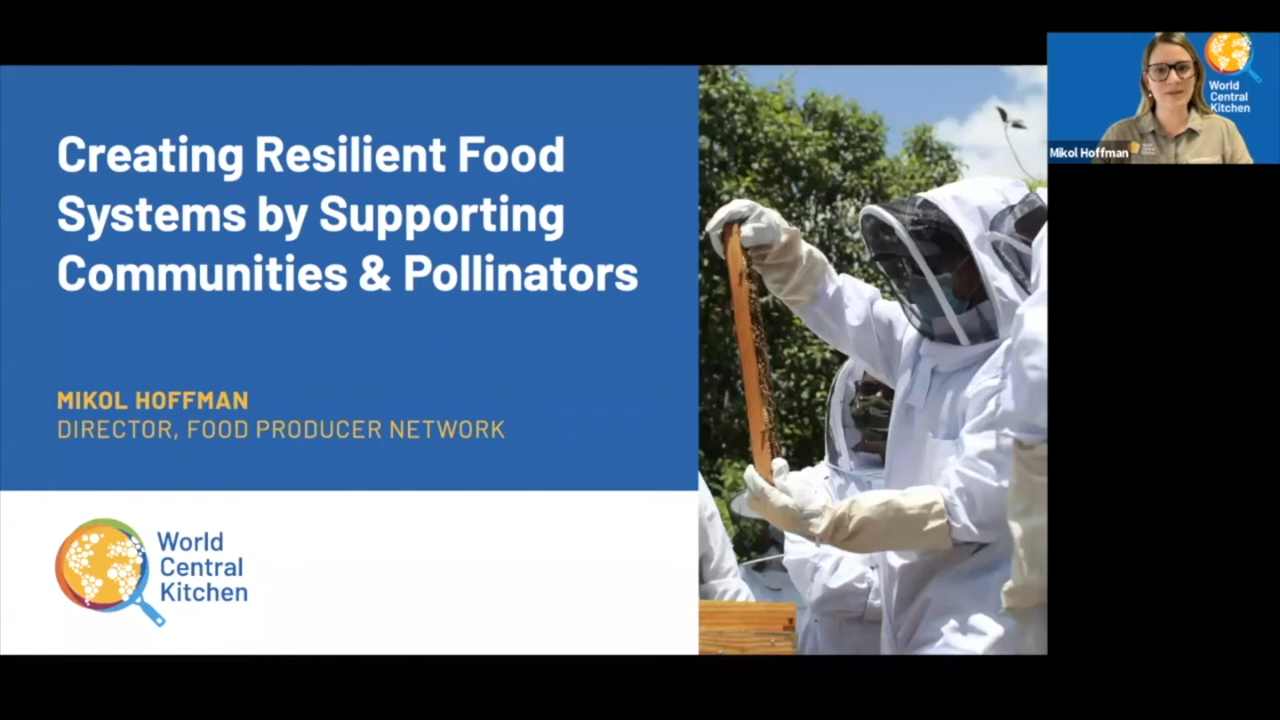 Creating Resilient Food
Systems by Supporting
Communities & Pollinators
MIKOL HOFFMAN
DIRECTOR, FOOD PRODUCER NETWORK
World
Central
Kitchen
World
Central
Kitchen
Mikol Hoffman